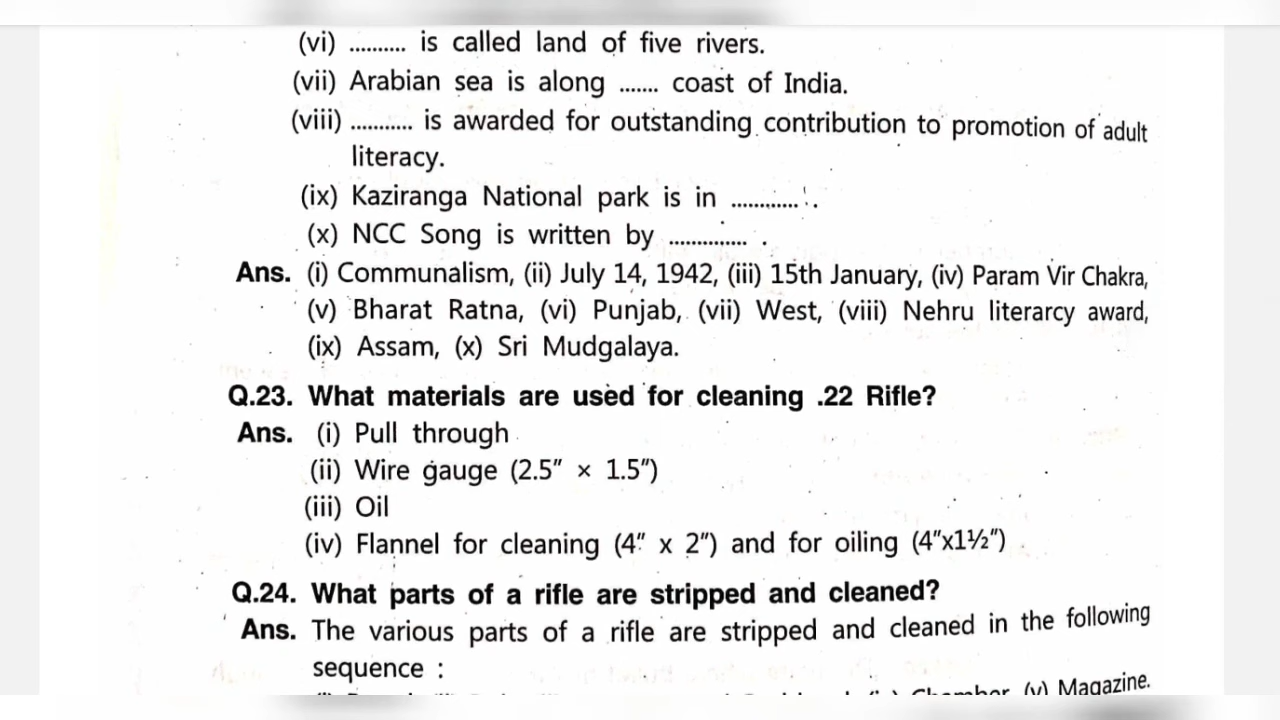 (vi) .......... is called land of five rivers.
(vii) Arabian sea is along ....... coast of India.
(viii) ........... is awarded for outstanding contribution to promotion of adult
literacy.
(ix) Kaziranga National park is in ............. .
(x) NCC Song is written by .............. .
Ans. (i) Communalism, (ii) July 14, 1942, (iii) 15th January, (iv) Param Vir Chakra,
(v) Bharat Ratna, (vi) Punjab, (vii) West, (viii) Nehru literarcy award,
(ix) Assam, (x) Sri Mudgalaya.
Q.23. What materials are used for cleaning .22 Rifle?
Ans. (i) Pull through
(ii) Wire gauge (2.5" × 1.5")
(iii) Oil
(iv) Flannel for cleaning (4" x 2") and for oiling (4"x1½")
Q.24. What parts of a rifle are stripped and cleaned?
Ans. The various parts of a rifle are stripped and cleaned in the following
sequence :
Chamber (v) Magazine.